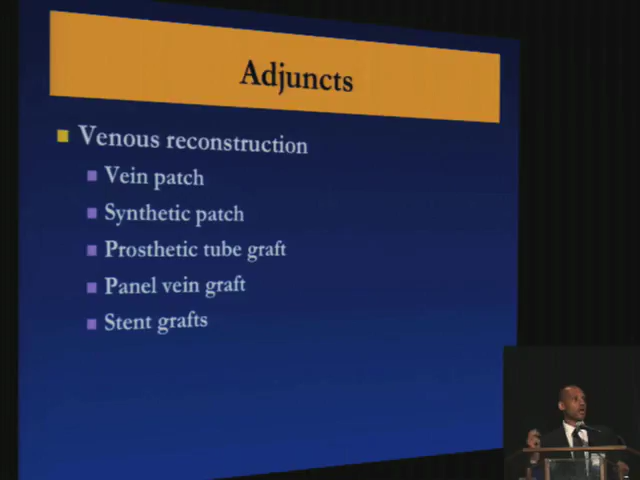 Adjuncts
Venous reconstruction
Vein patch
Synthetic patch
Prosthetic tube graft
Panel vein graft
Stent grafts